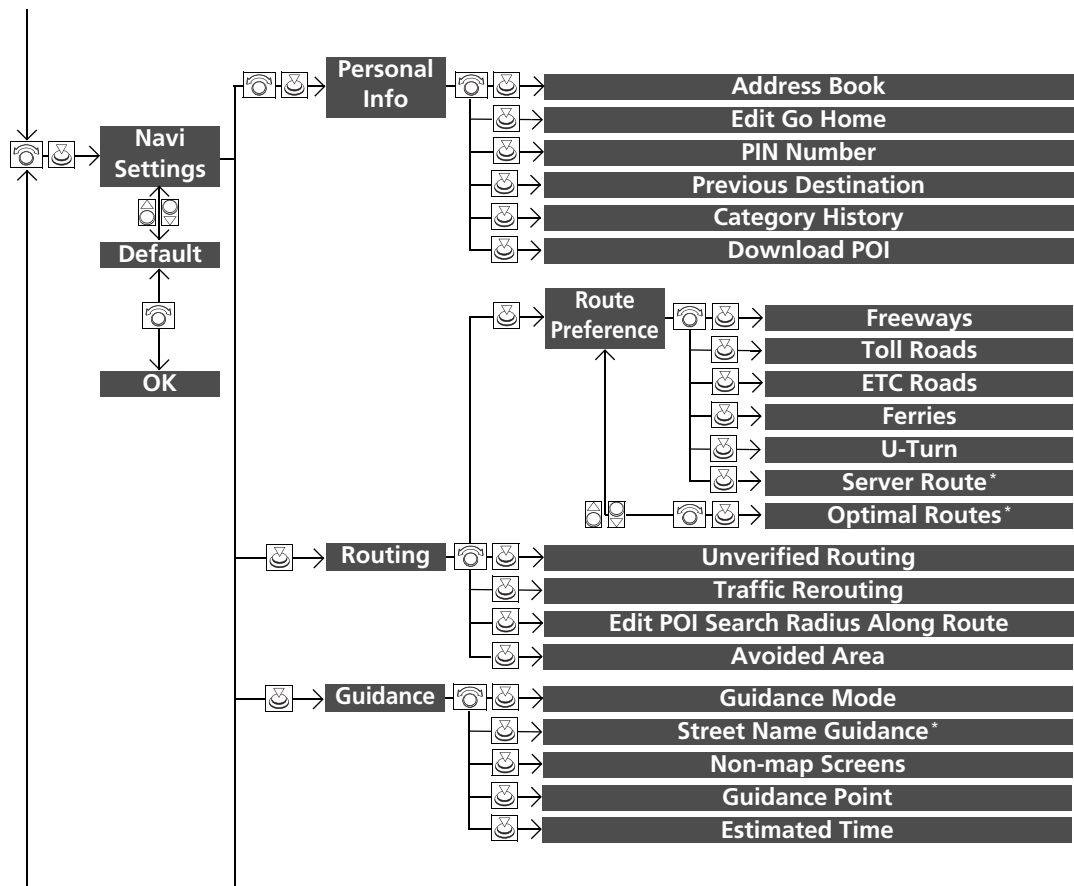 Personal
Info
Address Book
Edit Go Home
PIN Number
Previous Destination
Category History
Download POI
Navi
Settings
Default
OK
Route
Preference
Freeways
Toll Roads
ETC Roads
Ferries
U-Turn
Server Route*
Optimal Routes*
Routing
Unverified Routing
Traffic Rerouting
Edit POI Search Radius Along Route
Avoided Area
Guidance
Guidance Mode
Street Name Guidance*
Non-map Screens
Guidance Point
Estimated Time